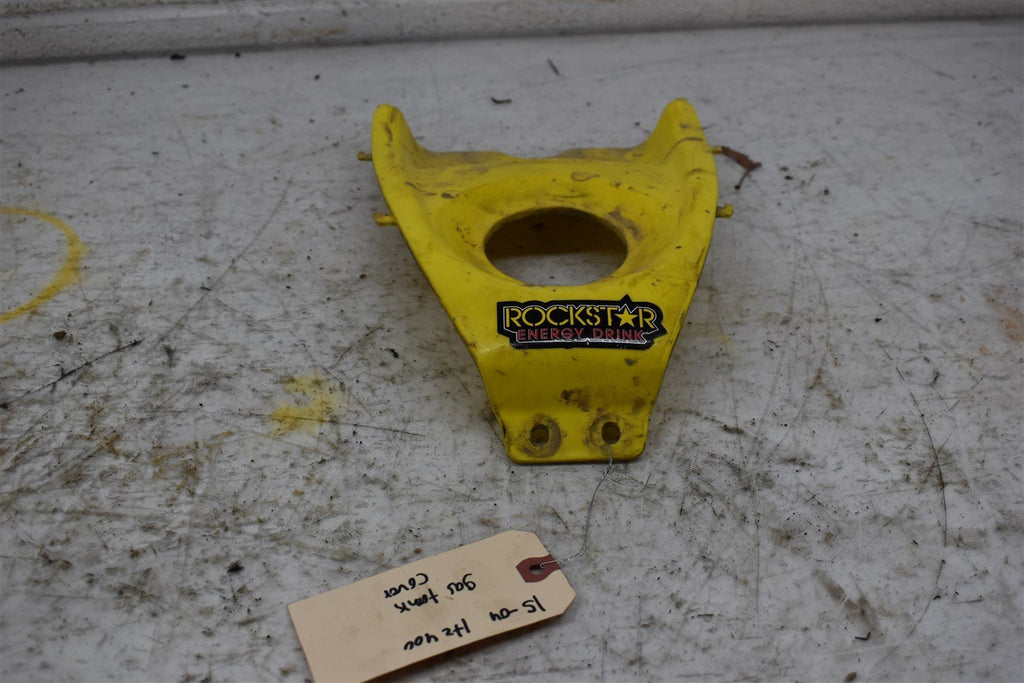 ROCKSTAR
ENERGY DRINK
gas tank
cover